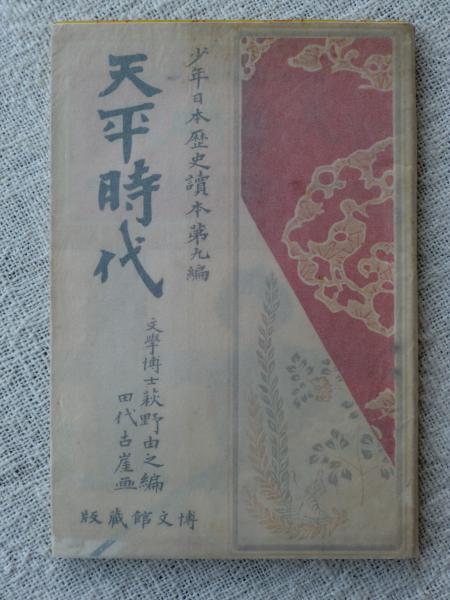 少年日本歷史讀本第九編
天平時代
文學博士萩野由之編
田代古崖画
博文館藏版